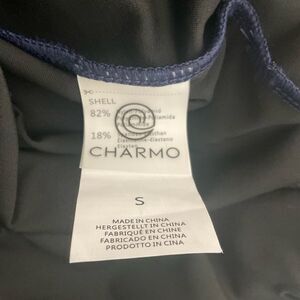 SHELL
82%
18%
CHARMO
S
MADE IN CHINA
HERGESTELLT IN CHINA
FABRIQUÉ EN CHINE
FABRICADO EN CHINA
PRODOTTO IN CINA